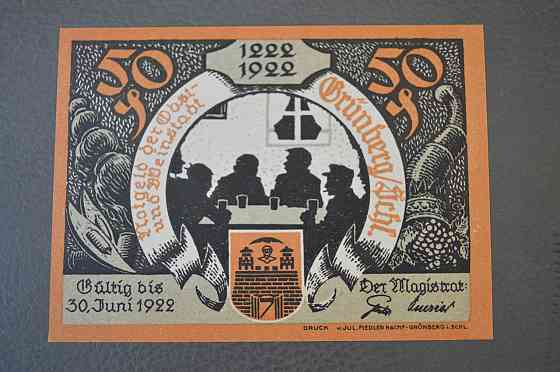 50
1222
1922
50
Notgeld der Obst-
und Weinstadt
Grünberg/Schl.
Gültig bis
30. Juni 1922
Der Magistrat:
DRUCK v. JUL. FIEDLER NACHF-GRÜNBERG i. SCHL.